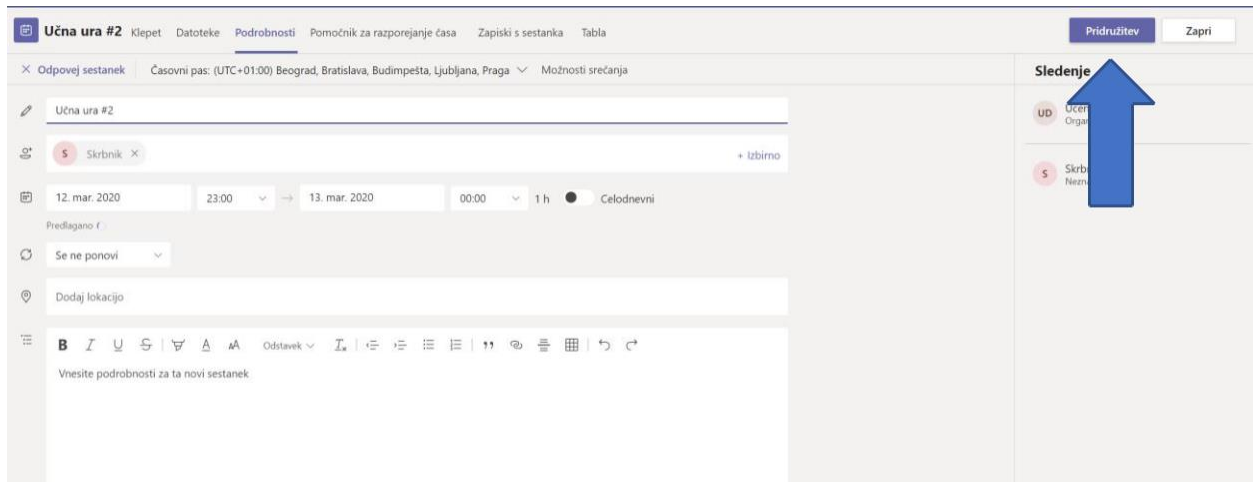 Učna ura #2 Klepet Datoteke Podrobnosti Pomočnik za razporejanje časa Zapiski s sestanka Tabla Pridružitev Zapri
Odpovej sestanek Časovni pas: (UTC+01:00) Beograd, Bratislava, Budimpešta, Ljubljana, Praga Možnosti srečanja Sledenje
Učna ura #2
S Skrbnik + Izbirno
12. mar. 2020 23:00 → 13. mar. 2020 00:00 1 h Celodnevni
Predlagano
Se ne ponovi
Dodaj lokacijo
B I U S A AA Odstavek
Vnesite podrobnosti za ta novi sestanek
UD
S